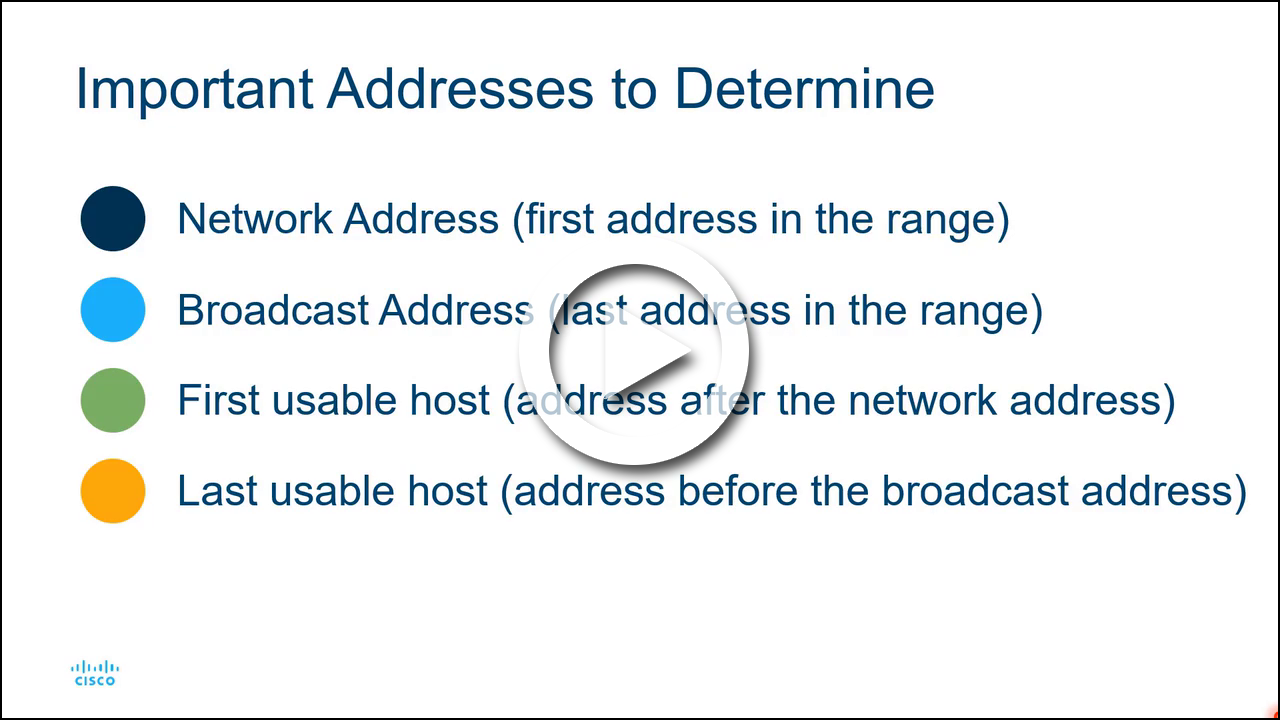 Important Addresses to Determine
Network Address (first address in the range)
Broadcast Address (last address in the range)
First usable host (address after the network address)
Last usable host (address before the broadcast address)
CISCO